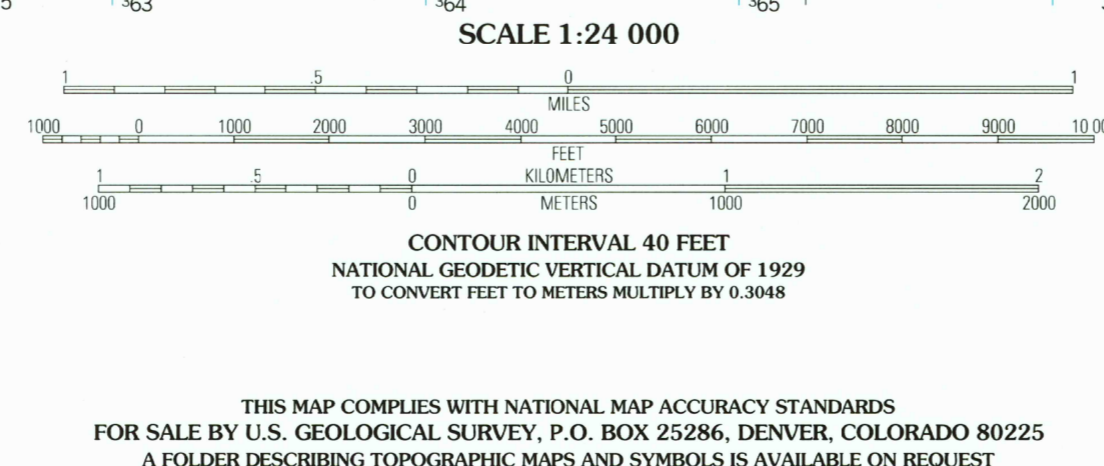 5 363 364 365
SCALE 1:24 000
1 .5 0 1
MILES
1000 0 1000 2000 3000 4000 5000 6000 7000 8000 9000 10 00
FEET
1 .5 0 KILOMETERS 1 2
1000 0 METERS 1000 2000
CONTOUR INTERVAL 40 FEET
NATIONAL GEODETIC VERTICAL DATUM OF 1929
TO CONVERT FEET TO METERS MULTIPLY BY 0.3048
THIS MAP COMPLIES WITH NATIONAL MAP ACCURACY STANDARDS
FOR SALE BY U.S. GEOLOGICAL SURVEY, P.O. BOX 25286, DENVER, COLORADO 80225
A FOLDER DESCRIBING TOPOGRAPHIC MAPS AND SYMBOLS IS AVAILABLE ON REQUEST